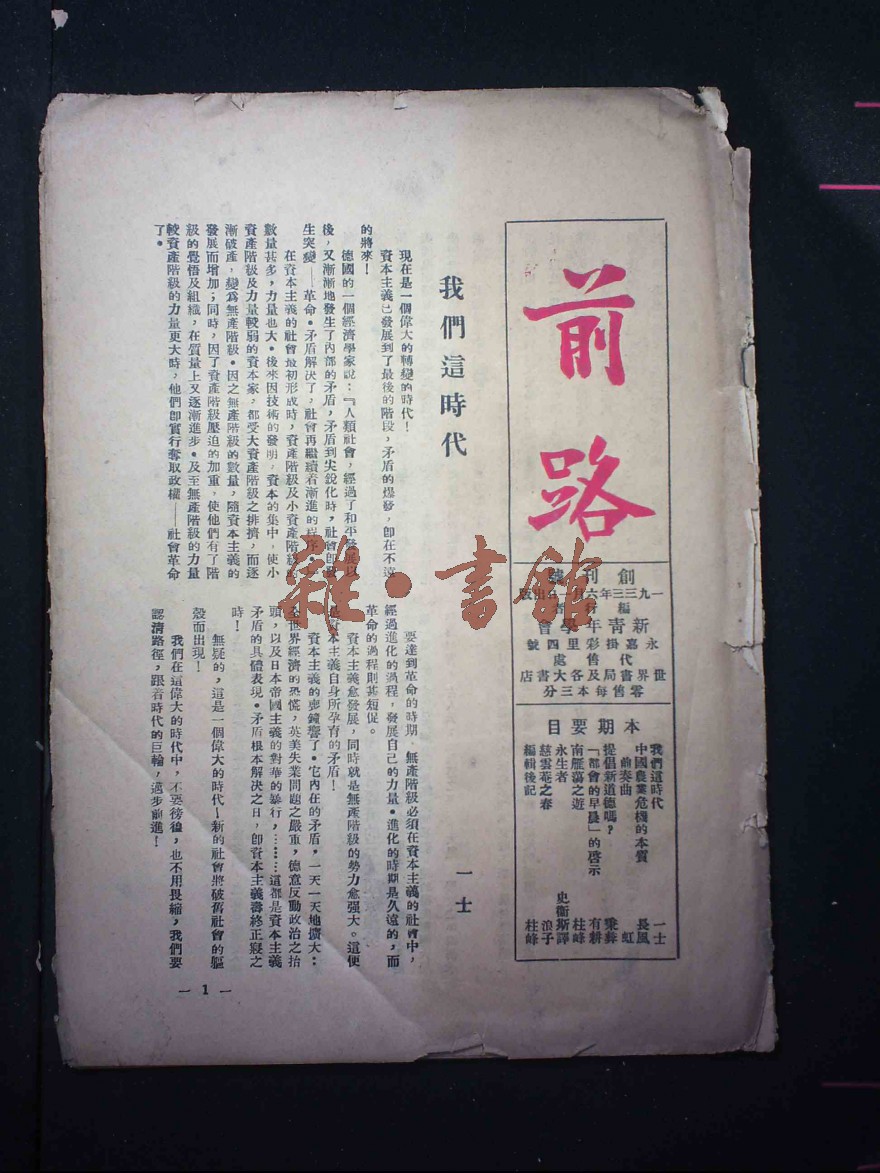 前路
創刊號
一九三三年六月一日出版
編行者
新青年學會
永嘉掛彩里四號
代售處
世界書局及各大書店
零售每本三分
本期要目
我們這時代 一士
中國農業危機的本質 長風
前奏曲 虹
提倡新道德嗎？ 秉彝
「都會的早晨」的啓示 有耕
南雁蕩之遊 桂峰
永生者 史衛斯譯
慈雲菴之春 浪子
編輯後記 桂峰
我們這時代
一士
現在是一個偉大的轉變的時代！
資本主義已發展到了最後的階段，矛盾的爆發，卽在不遠
的將來！
德國的一個經濟學家說：『人類社會，經過了和平發展以
後，又漸漸地發生了內部的矛盾，矛盾到尖銳化時，社會卽發
生突變——革命。矛盾解決了，社會再繼續着漸進的程序。』
在資本主義的社會最初形成時，資產階級及小資產階級的
數量甚多，力量也大。後來因技術的發明，資本的集中，使小
資產階級及力量較弱的資本家，都受大資產階級之排擠，而逐
漸破產，變爲無產階級。因之無產階級的數量，隨資本主義的
發展而增加；同時，因了資產階級壓迫的加重，使他們有了階
級的覺悟及組織，在質量上又逐漸進步。及至無產階級的力量
較資產階級的力量更大時，他們卽實行奪取政權——社會革命
了。
要達到革命的時期，無產階級必須在資本主義的社會中，
經過進化的過程，發展自己的力量。進化的時期是久遠的，而
革命的過程則甚短促。
資本主義愈發展，同時就是無產階級的勢力愈强大。這便
是資本主義自身所孕育的矛盾！
資本主義的喪鐘響了。它內在的矛盾，一天一天地擴大：
全世界經濟的恐慌，英美失業問題之嚴重，德意反動政治之抬
頭，以及日本帝國主義的對華的暴行，………這都是資本主義
矛盾的具體表現。矛盾根本解決之日，卽資本主義壽終正寢之
時！
無疑的，這是一個偉大的時代！新的社會將破舊社會的軀
殼而出現！
我們在這偉大的時代中，不要徬徨，也不用畏縮，我們要
認清路徑，跟着時代的巨輪，邁步前進！
— 1 —
雜·書館